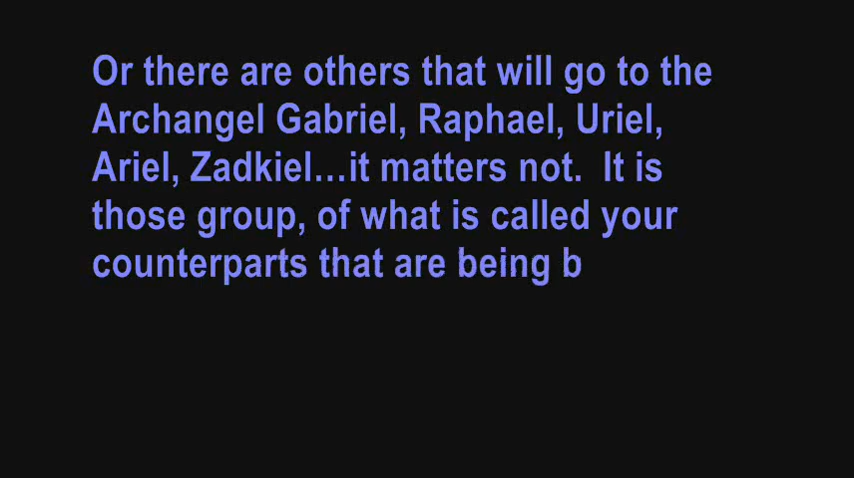 Or there are others that will go to the
Archangel Gabriel, Raphael, Uriel,
Ariel, Zadkiel…it matters not.  It is
those group, of what is called your
counterparts that are being b